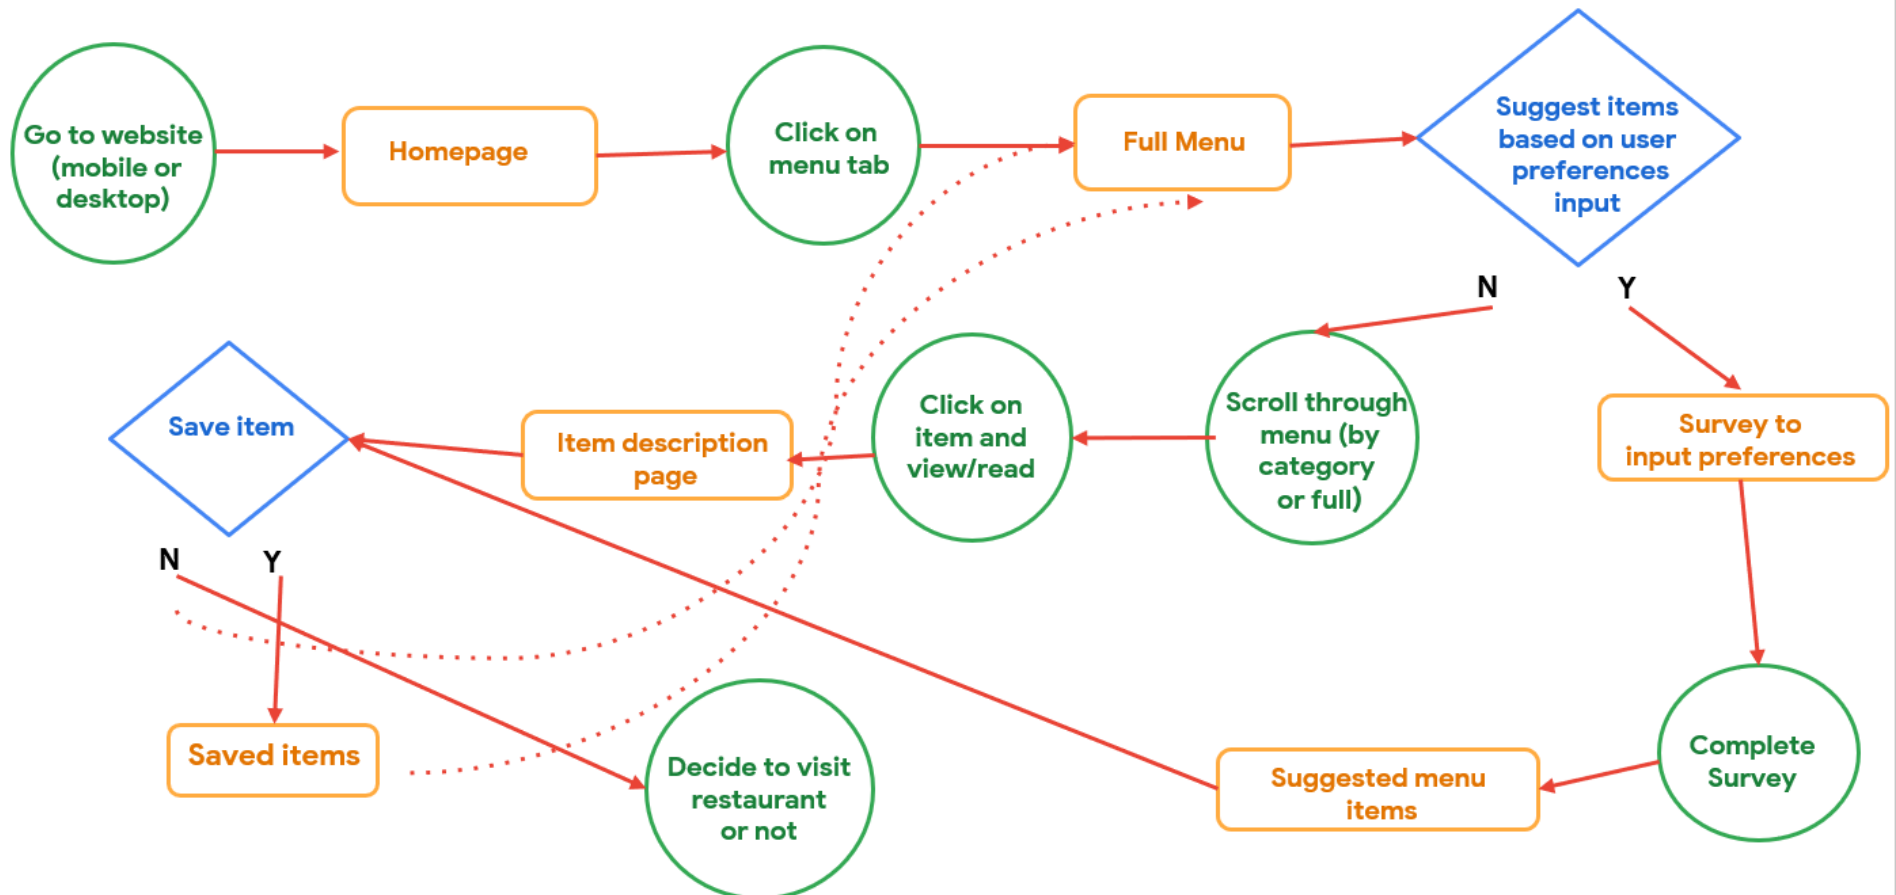 Go to website
(mobile or
desktop)
Homepage
Click on
menu tab
Full Menu
Suggest items
based on user
preferences
input
N
Y
Save item
Item description
page
Click on
item and
view/read
Scroll through
menu (by
category
or full)
Survey to
input preferences
N
Y
Saved items
Decide to visit
restaurant
or not
Suggested menu
items
Complete
Survey